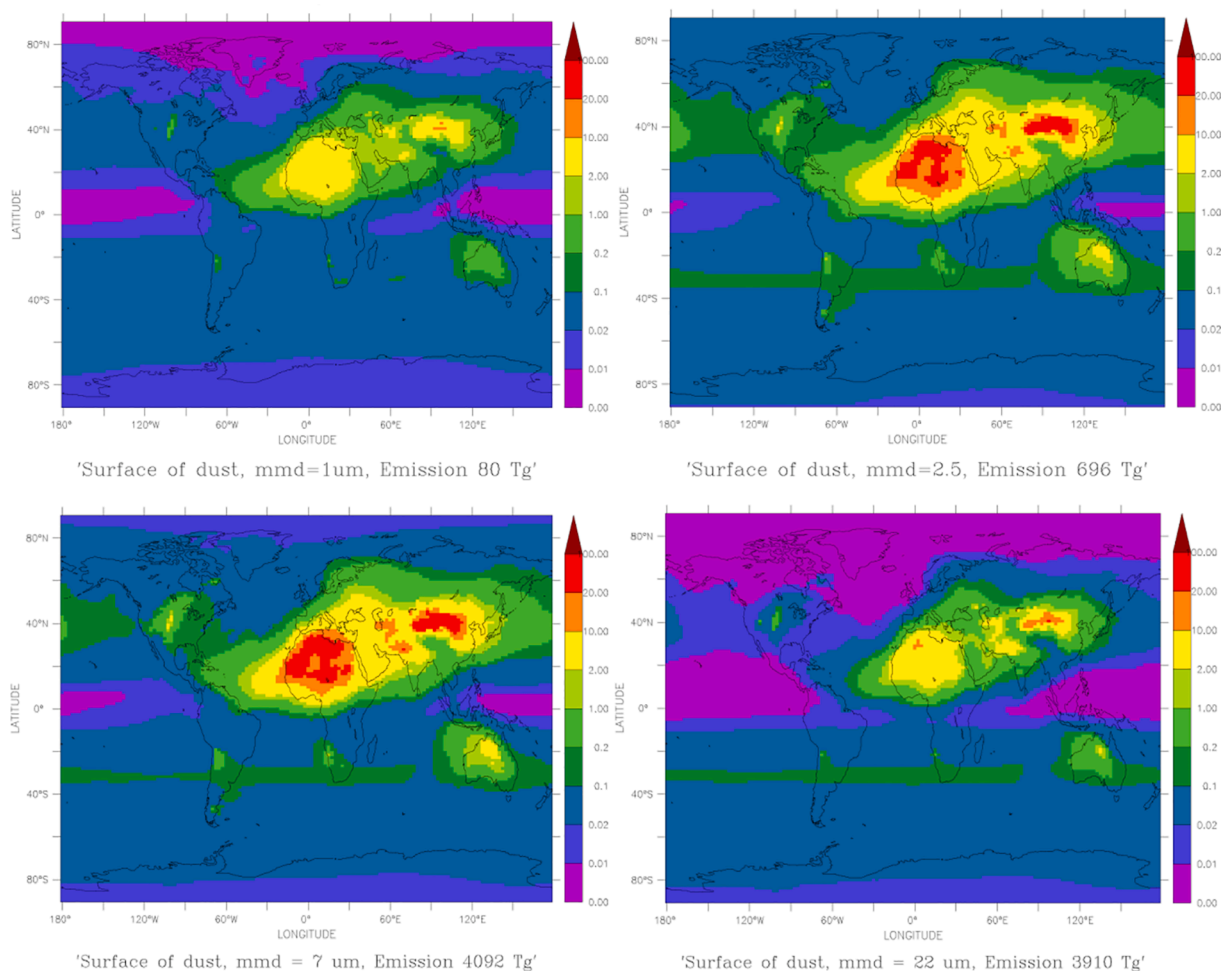 80°N
40°N
0°
40°S
80°S
LATITUDE
180° 120°W 60°W 0° 60°E 120°E
LONGITUDE
00.00
20.00
10.00
2.00
1.00
0.2
0.1
0.02
0.01
0.00
'Surface of dust, mmd=1um, Emission 80 Tg'
80°N
40°N
0°
40°S
80°S
LATITUDE
180° 120°W 60°W 0° 60°E 120°E
LONGITUDE
00.00
20.00
10.00
2.00
1.00
0.2
0.1
0.02
0.01
0.00
'Surface of dust, mmd=2.5, Emission 696 Tg'
80°N
40°N
0°
40°S
80°S
LATITUDE
180° 120°W 60°W 0° 60°E 120°E
LONGITUDE
00.00
20.00
10.00
2.00
1.00
0.2
0.1
0.02
0.01
0.00
'Surface of dust, mmd = 7 um, Emission 4092 Tg'
80°N
40°N
0°
40°S
80°S
LATITUDE
180° 120°W 60°W 0° 60°E 120°E
LONGITUDE
00.00
20.00
10.00
2.00
1.00
0.2
0.1
0.02
0.01
0.00
'Surface of dust, mmd = 22 um, Emission 3910 Tg'